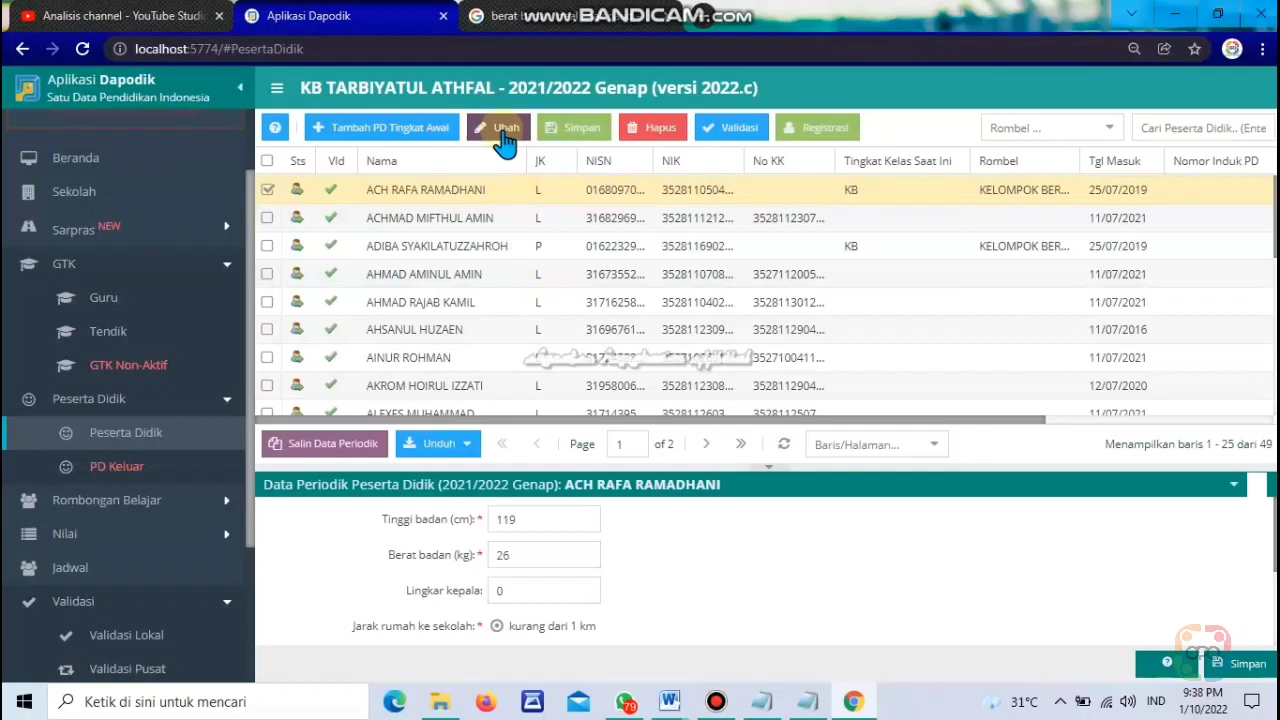 Analisis channel - YouTube Studio
Aplikasi Dapodik
berat b
www.BANDICAM.com
localhost:5774/#PesertaDidik
Aplikasi Dapodik
Satu Data Pendidikan Indonesia
KB TARBIYATUL ATHFAL - 2021/2022 Genap (versi 2022.c)
Tambah PD Tingkat Awal
Ubah
Simpan
Hapus
Validasi
Registrasi
Rombel ...
Cari Peserta Didik.. (Ente
Sts Vld Nama JK NISN NIK No KK Tingkat Kelas Saat Ini Rombel Tgl Masuk Nomor Induk PD
ACH RAFA RAMADHANI L 01680970... 3528110504... KB KELOMPOK BER... 25/07/2019
ACHMAD MIFTHUL AMIN L 31682969... 3528111212... 3528112307... 11/07/2021
ADIBA SYAKILATUZZAHROH P 01622329... 3528116902... KB KELOMPOK BER... 25/07/2019
AHMAD AMINUL AMIN L 31673552... 3528110708... 3527112005... 11/07/2021
AHMAD RAJAB KAMIL L 31716258... 3528110402... 3528113012... 11/07/2021
AHSANUL HUZAEN L 31696761... 3528112309... 3528112904... 11/07/2016
AINUR ROHMAN L 3527100411... 11/07/2021
AKROM HOIRUL IZZATI L 31958006... 3528112308... 3528112904... 12/07/2020
ALEXES MUHAMMAD L 31714395 3528112603 3528112507 11/07/2021
Beranda
Sekolah
Sarpras NEW
GTK
Guru
Tendik
GTK Non-Aktif
Peserta Didik
Peserta Didik
PD Keluar
Rombongan Belajar
Nilai
Jadwal
Validasi
Validasi Lokal
Validasi Pusat
Salin Data Periodik
Unduh
Page 1 of 2
Baris/Halaman...
Menampilkan baris 1 - 25 dari 49
Data Periodik Peserta Didik (2021/2022 Genap): ACH RAFA RAMADHANI
Tinggi badan (cm):* 119
Berat badan (kg):* 26
Lingkar kepala: 0
Jarak rumah ke sekolah:* kurang dari 1 km
Simpan
Ketik di sini untuk mencari
79
31°C
IND
9:38 PM
1/10/2022